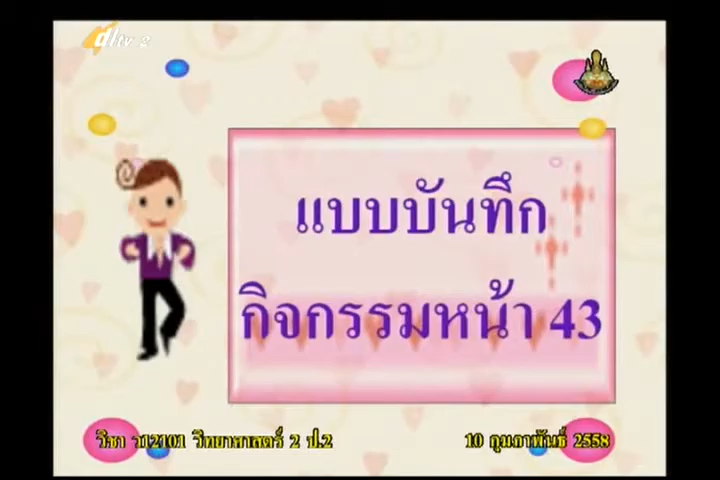 dltv 2
แบบบันทึก
กิจกรรมหน้า 43
วิชา ว12101 วิทยาศาสตร์ 2 ป.2
10 กุมภาพันธ์ 2558